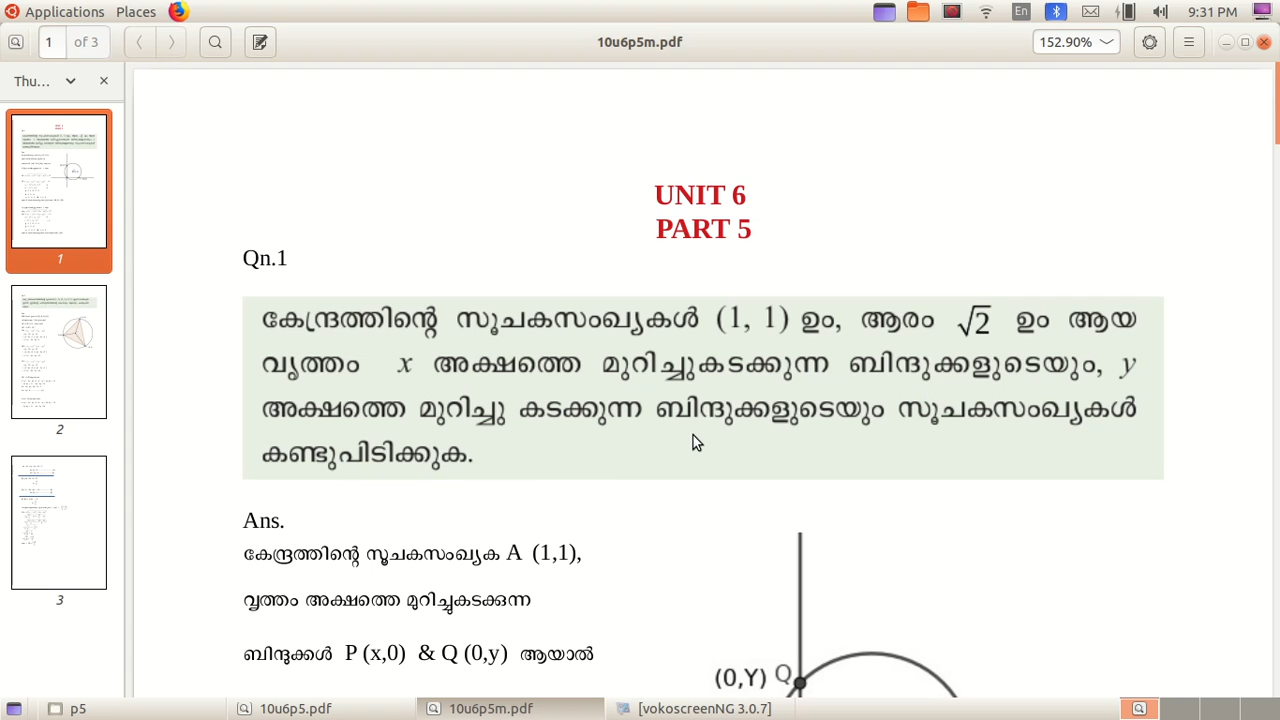 Applications Places En 9:31 PM
1 of 3 10u6p5m.pdf 152.90%
Thu...
UNIT 6
PART 5
Qn.1
കേന്ദ്രത്തിന്റെ സൂചകസംഖ്യകൾ (1, 1) ഉം, ആരം √2 ഉം ആയ
വൃത്തം x അക്ഷത്തെ മുറിച്ചുകടക്കുന്ന ബിന്ദുക്കളുടെയും, y
അക്ഷത്തെ മുറിച്ചു കടക്കുന്ന ബിന്ദുക്കളുടെയും സൂചകസംഖ്യകൾ
കണ്ടുപിടിക്കുക.
Ans.
കേന്ദ്രത്തിന്റെ സൂചകസംഖ്യക A (1,1),
വൃത്തം അക്ഷത്തെ മുറിച്ചുകടക്കുന്ന
ബിന്ദുക്കൾ P (x,0) & Q (0,y) ആയാൽ
(0,Y) Q
1
2
3
p5 10u6p5.pdf 10u6p5m.pdf [vokoscreenNG 3.0.7]